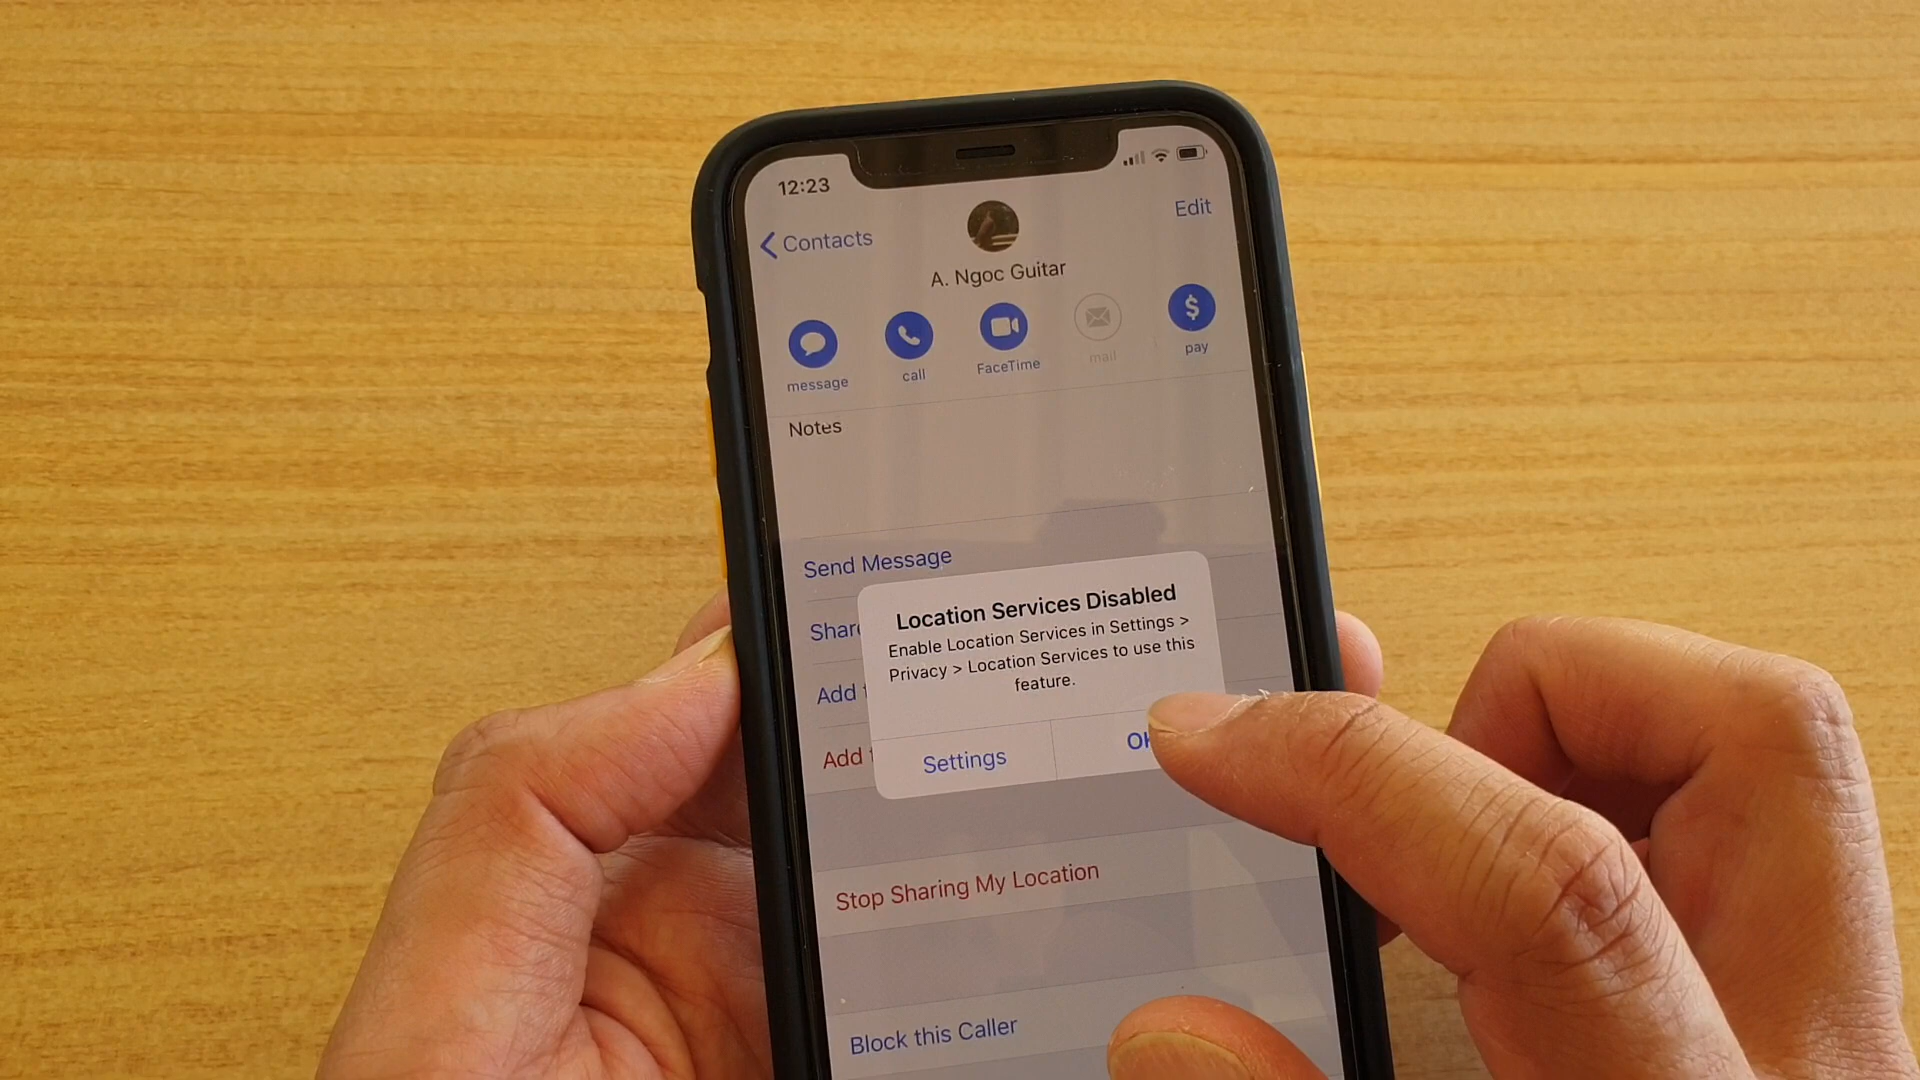 12:23
Contacts
Edit
A. Ngoc Guitar
message
call
FaceTime
mail
pay
Notes
Send Message
Location Services Disabled
Enable Location Services in Settings >
Privacy > Location Services to use this
feature.
Add
Add
Settings
Stop Sharing My Location
Block this Caller